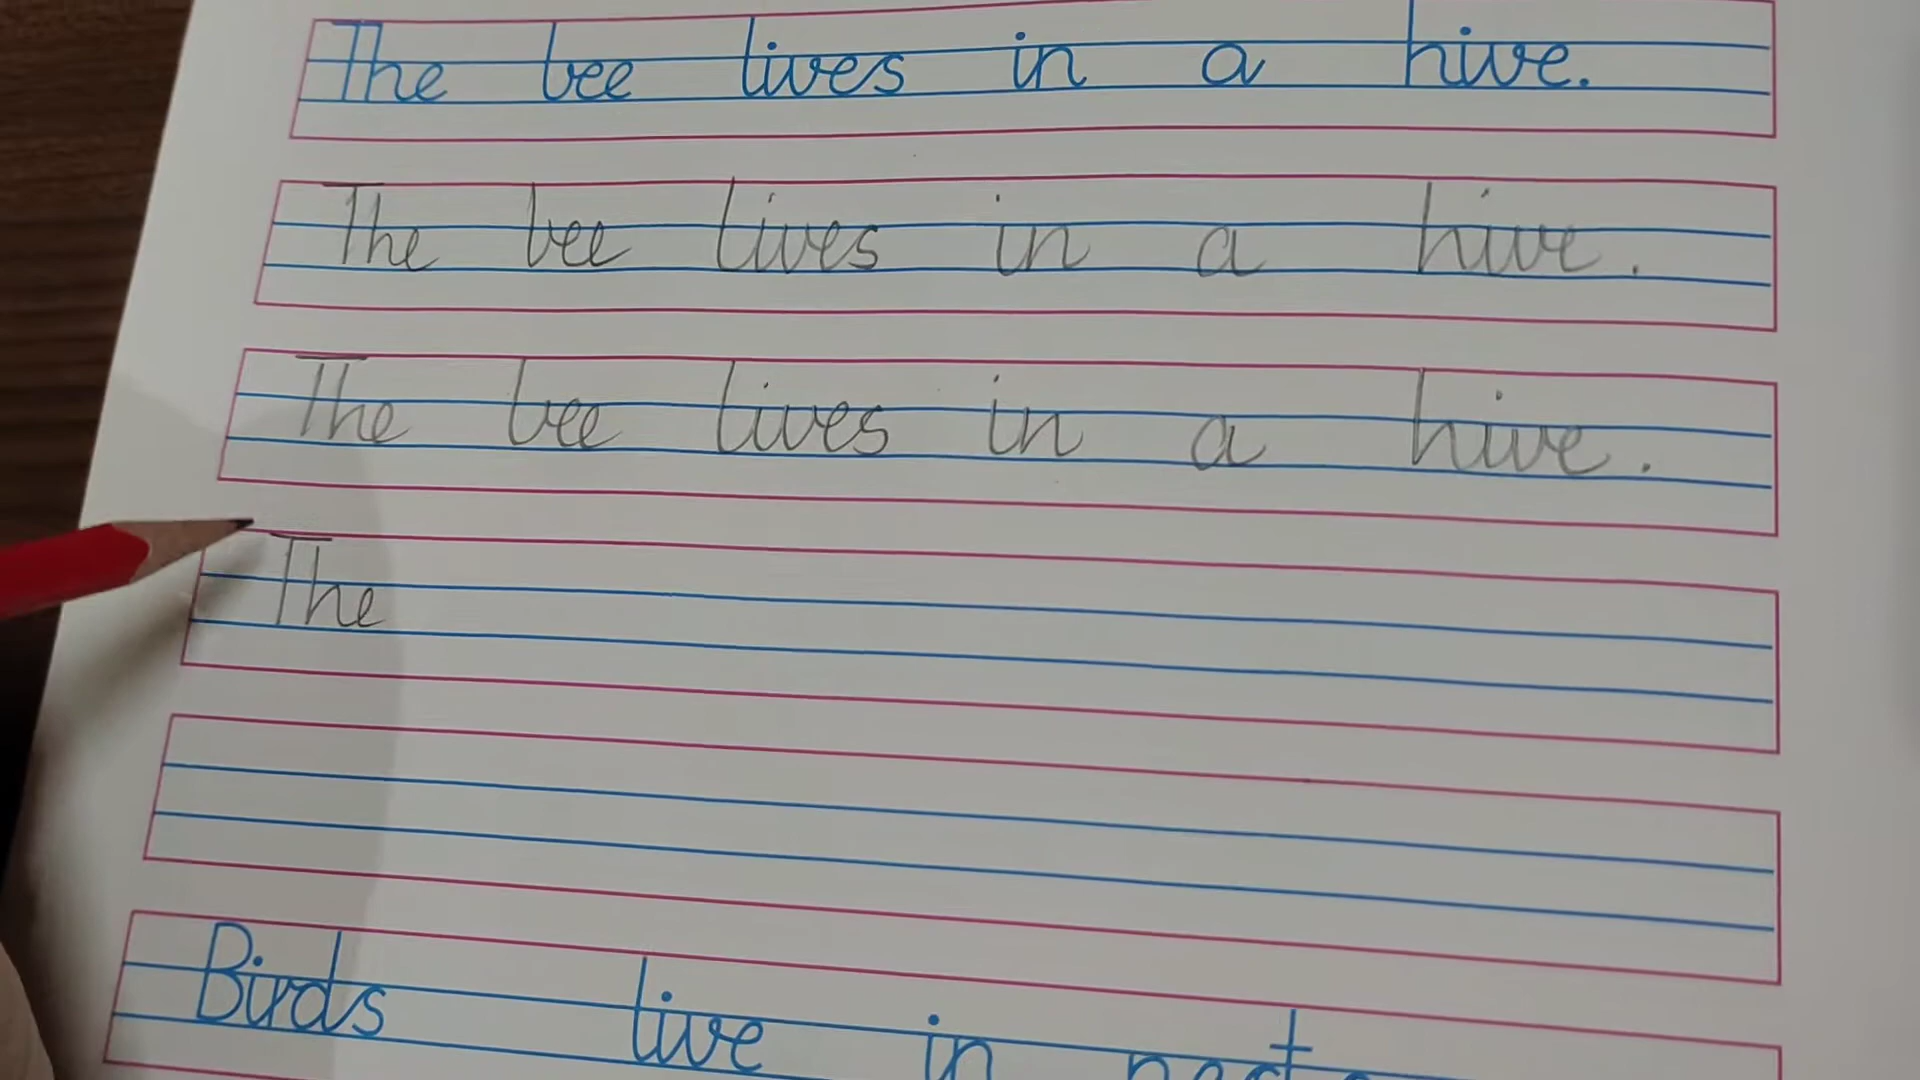 The bee lives in a hive.
The bee lives in a hive.
The bee lives in a hive.
The
Birds live in